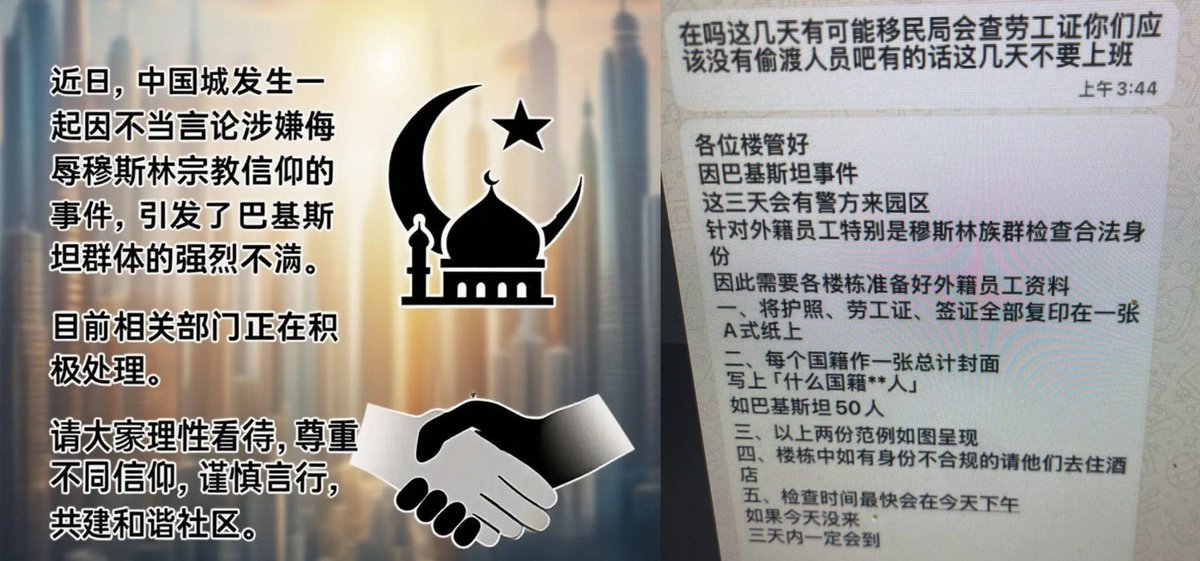 近日，中国城发生一
起因不当言论涉嫌侮
辱穆斯林宗教信仰的
事件，引发了巴基斯
坦群体的强烈不满。
目前相关部门正在积
极处理。
请大家理性看待，尊重
不同信仰，谨慎言行，
共建和谐社区。
在吗这几天有可能移民局会查劳工证你们应
该没有偷渡人员吧有的话这几天不要上班
上午3:44
各位楼管好
因巴基斯坦事件
这三天会有警方来园区
针对外籍员工特别是穆斯林族群检查合法身
份
因此需要各楼栋准备好外籍员工资料
一、将护照、劳工证、签证全部复印在一张
A式纸上
二、每个国籍作一张总计封面
写上「什么国籍**人」
如巴基斯坦50人
三、以上两份范例如图呈现
四、楼栋中如有身份不合规的请他们去住酒
店
五、检查时间最快会在今天下午
如果今天没来
三天内一定会到